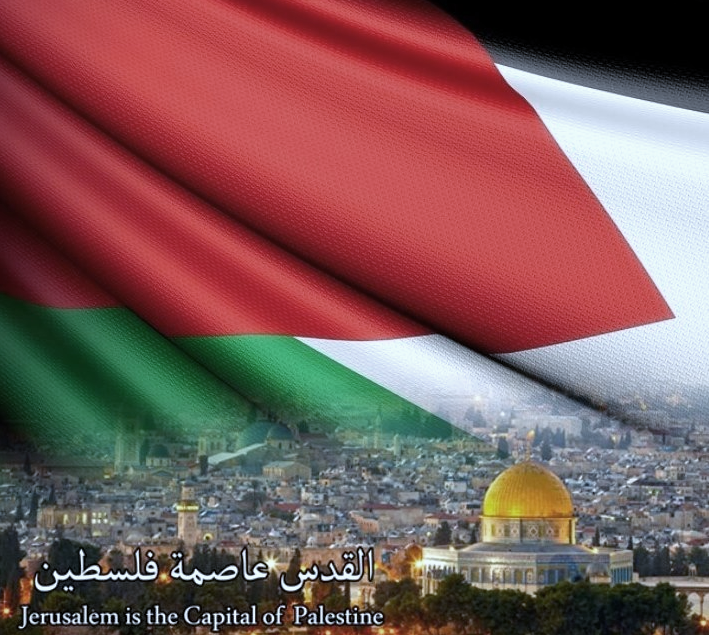 القدس عاصمة فلسطين
Jerusalem is the Capital of Palestine